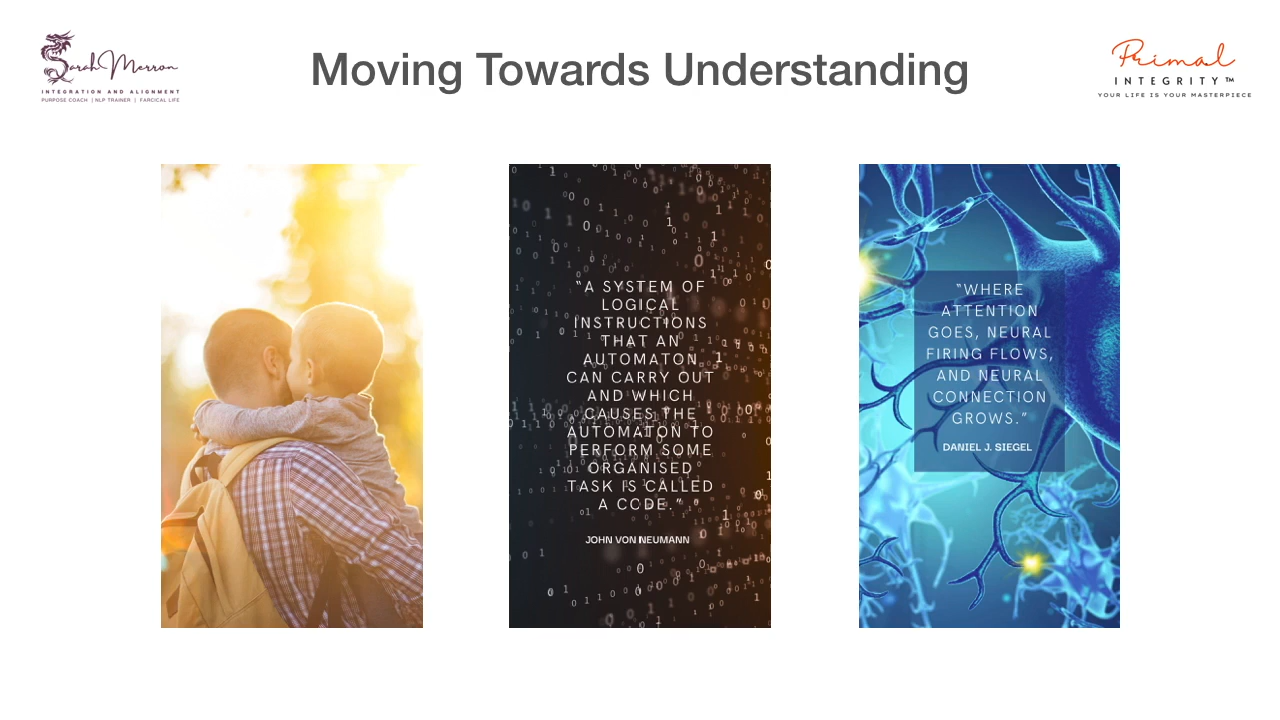 Sarah Merron
INTEGRATION AND ALIGNMENT
PURPOSE COACH | NLP TRAINER | FARCICAL LIFE
Moving Towards Understanding
Primal
INTEGRITY™
YOUR LIFE IS YOUR MASTERPIECE
“A SYSTEM OF
LOGICAL
INSTRUCTIONS
THAT AN
AUTOMATON
CAN CARRY OUT
AND WHICH
CAUSES THE
AUTOMATON TO
PERFORM SOME
ORGANISED
TASK IS CALLED
A CODE.”
JOHN VON NEUMANN
“WHERE
ATTENTION
GOES, NEURAL
FIRING FLOWS,
AND NEURAL
CONNECTION
GROWS.”
DANIEL J. SIEGEL